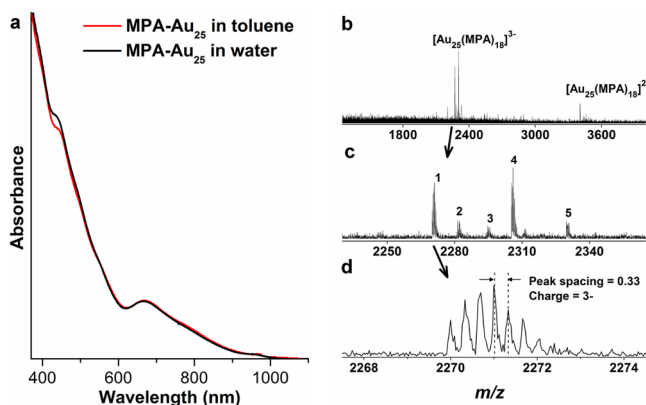 a
MPA-Au25 in toluene
MPA-Au25 in water
Absorbance
400 600 800 1000
Wavelength (nm)
b
[Au25(MPA)18]3-
[Au25(MPA)18]2
1800 2400 3000 3600
c
1 2 3 4 5
2250 2280 2310 2340
d
Peak spacing = 0.33
Charge = 3-
2268 2270 2272 2274
m/z